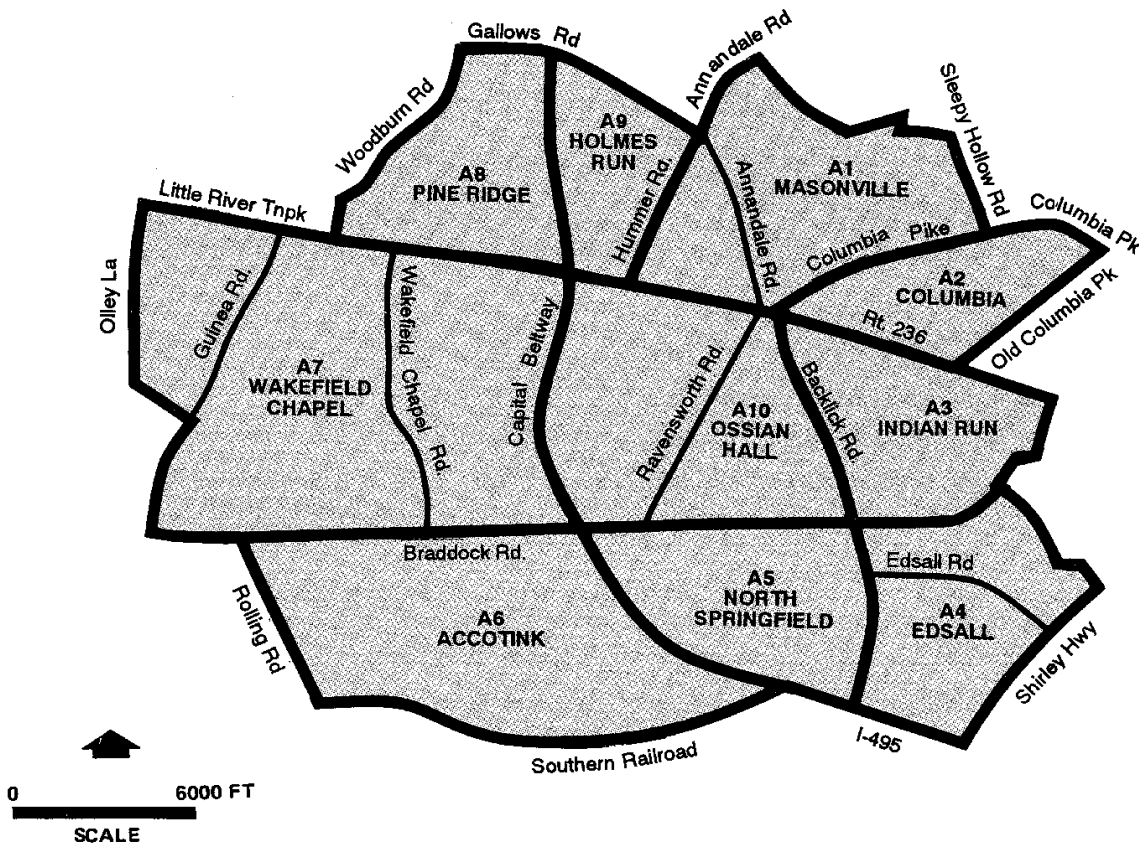 Gallows Rd
Annandale Rd
Woodburn Rd
Sleepy Hollow Rd
A9
HOLMES
RUN
A8
PINE RIDGE
A1
MASONVILLE
Hummer Rd.
Annandale Rd
Little River Tnpk
Columbia Pike
Columbia Pk
Olley La
Guinea Rd.
Wakefield Chapel Rd.
Capital Beltway
A2
COLUMBIA
Rt. 236
Old Columbia Pk
A7
WAKEFIELD
CHAPEL
Ravensworth Rd.
A10
OSSIAN
HALL
Backlick Rd.
A3
INDIAN RUN
Braddock Rd.
Edsall Rd
Rolling Rd
A6
ACCOTINK
A5
NORTH
SPRINGFIELD
A4
EDSALL
Shirley Hwy
I-495
Southern Railroad
0 6000 FT
SCALE